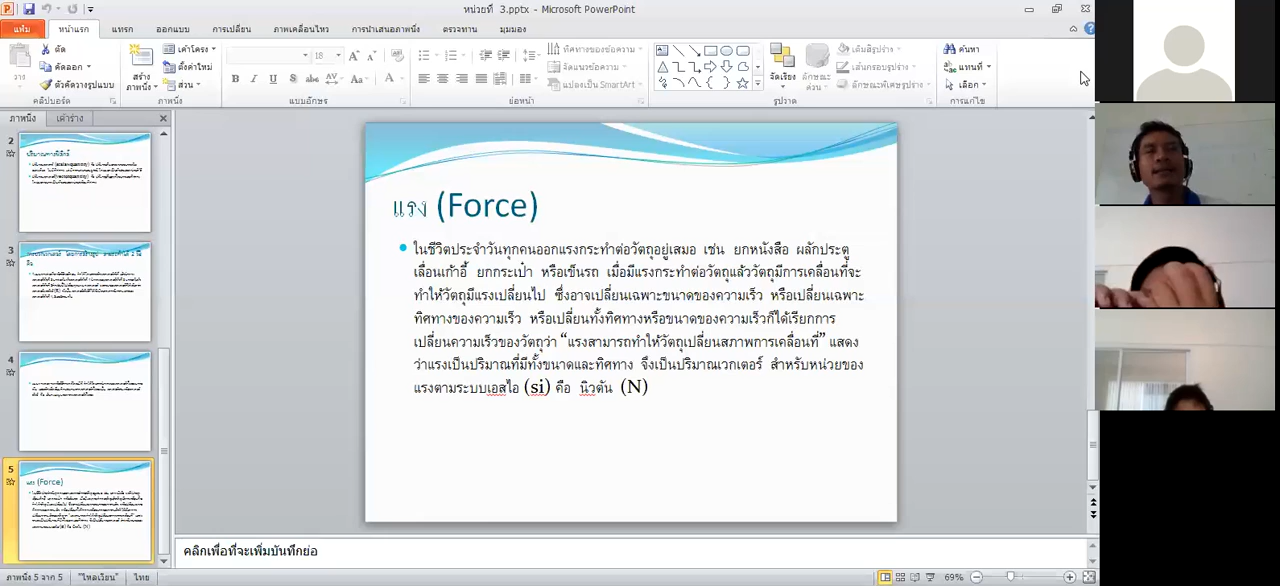 หน่วยที่ 3.pptx - Microsoft PowerPoint
แฟ้ม หน้าแรก แทรก ออกแบบ การเปลี่ยน ภาพเคลื่อนไหว การนำเสนอภาพนิ่ง ตรวจทาน มุมมอง
ตัด
คัดลอก
ตัวคัดวางรูปแบบ
วาง
คลิปบอร์ด
สร้าง
ภาพนิ่ง
เค้าโครง
ตั้งค่าใหม่
ส่วน
ภาพนิ่ง
18
แบบอักษร
ทิศทางของข้อความ
จัดแนวข้อความ
แปลงเป็น SmartArt
ย่อหน้า
จัดเรียง
ลักษณะ
ด่วน
เติมสีรูปร่าง
เส้นกรอบรูปร่าง
ลักษณะพิเศษรูปร่าง
รูปวาด
ค้นหา
แทนที่
เลือก
การแก้ไข
ภาพนิ่ง เค้าร่าง
2
3
4
5
แรง (Force)
แรง (Force)
ในชีวิตประจำวันทุกคนออกแรงกระทำต่อวัตถุอยู่เสมอ เช่น ยกหนังสือ ผลักประตู
เลื่อนเก้าอี้ ยกกระเป๋า หรือเข็นรถ เมื่อมีแรงกระทำต่อวัตถุแล้ววัตถุมีการเคลื่อนที่จะ
ทำให้วัตถุมีแรงเปลี่ยนไป ซึ่งอาจเปลี่ยนเฉพาะขนาดของความเร็ว หรือเปลี่ยนเฉพาะ
ทิศทางของความเร็ว หรือเปลี่ยนทั้งทิศทางหรือขนาดของความเร็วก็ได้เรียกการ
เปลี่ยนความเร็วของวัตถุว่า “แรงสามารถทำให้วัตถุเปลี่ยนสภาพการเคลื่อนที่” แสดง
ว่าแรงเป็นปริมาณที่มีทั้งขนาดและทิศทาง จึงเป็นปริมาณเวกเตอร์ สำหรับหน่วยของ
แรงตามระบบเอสไอ (si) คือ นิวตัน (N)
คลิกเพื่อที่จะเพิ่มบันทึกย่อ
ภาพนิ่ง 5 จาก 5 "ไหลเวียน" ไทย 69%